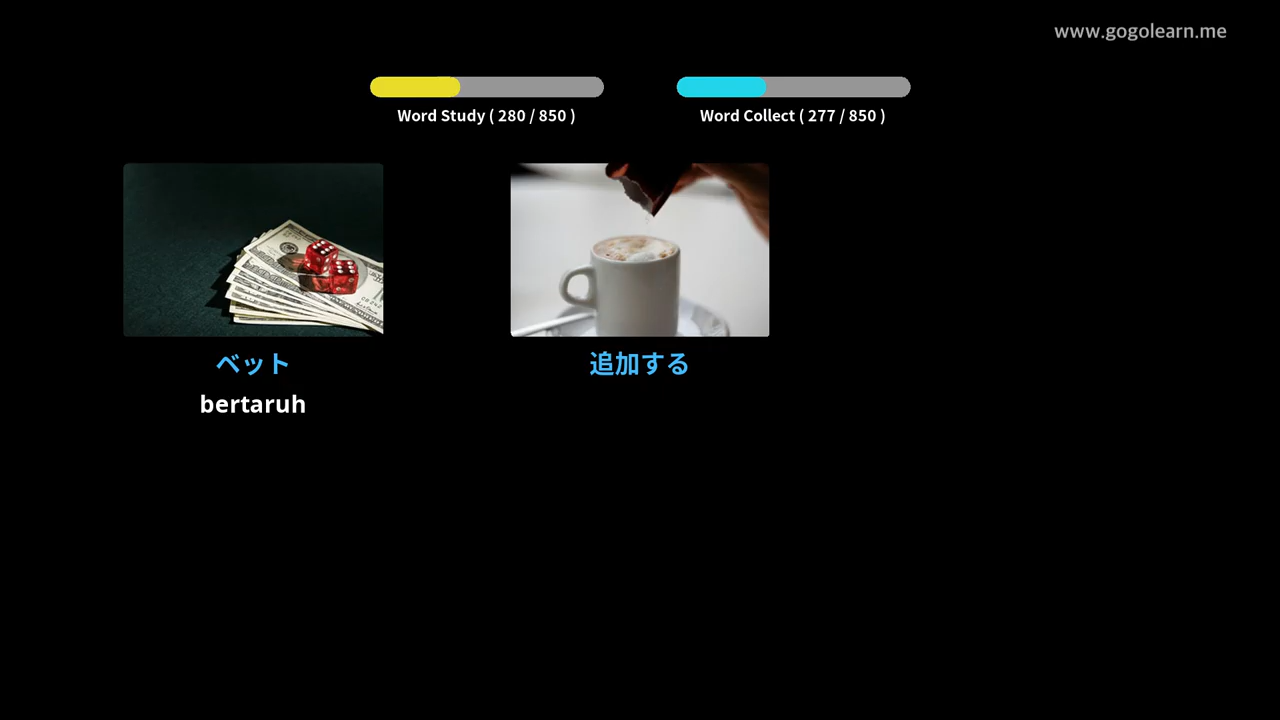 www.gogolearn.me
Word Study ( 280 / 850 )
Word Collect ( 277 / 850 )
ベット
追加する
bertaruh